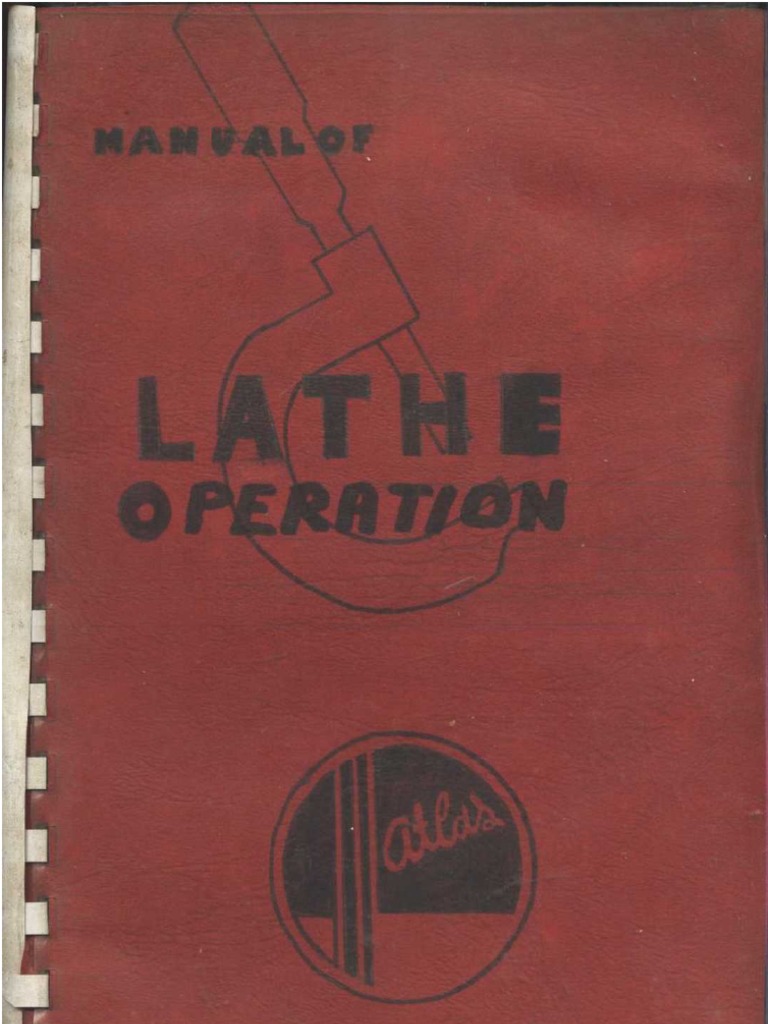 MANUAL OF
LATHE
OPERATION
Atlas